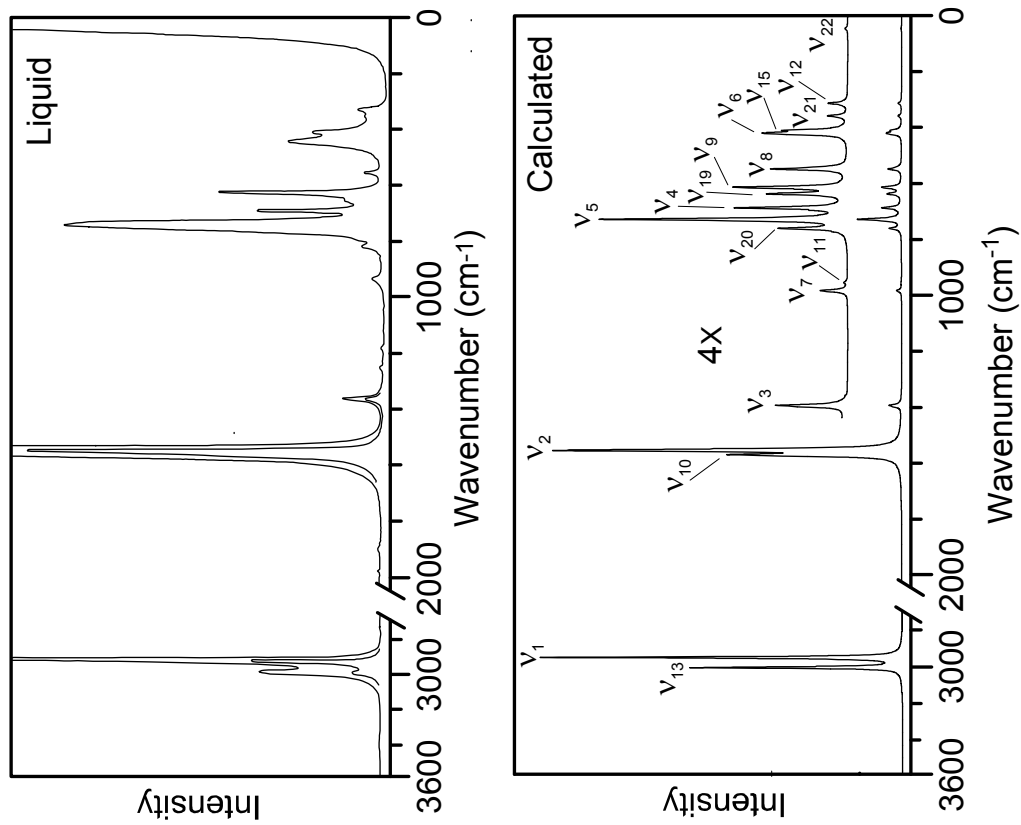 Liquid
Intensity
3600
3000
2000
1000
0
Wavenumber (cm⁻¹)
Calculated
Intensity
ν₁
ν₁₃
ν₂
ν₁₀
ν₃
4X
ν₇
ν₁₁
ν₂₀
ν₅
ν₄
ν₁₉
ν₉
ν₈
ν₆
ν₁₅
ν₂₁
ν₁₂
ν₂₂
3600
3000
2000
1000
0
Wavenumber (cm⁻¹)